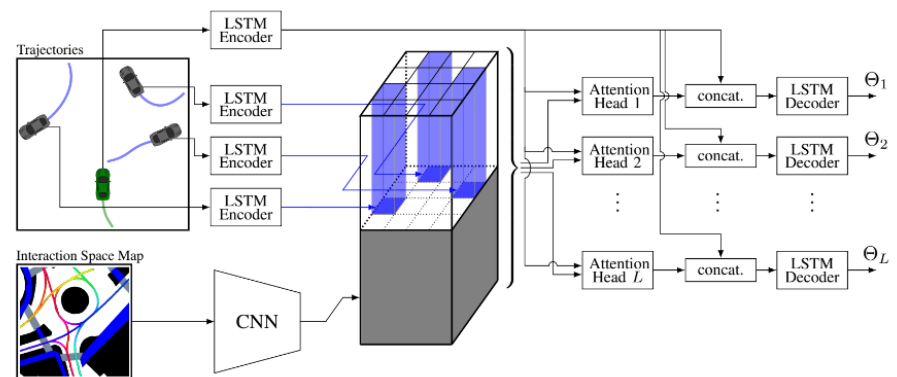 Trajectories
LSTM
Encoder
LSTM
Encoder
LSTM
Encoder
LSTM
Encoder
Interaction Space Map
CNN
Attention
Head 1
concat.
LSTM
Decoder
Θ₁
Attention
Head 2
concat.
LSTM
Decoder
Θ₂
⋮ ⋮ ⋮
Attention
Head L
concat.
LSTM
Decoder
Θ_L